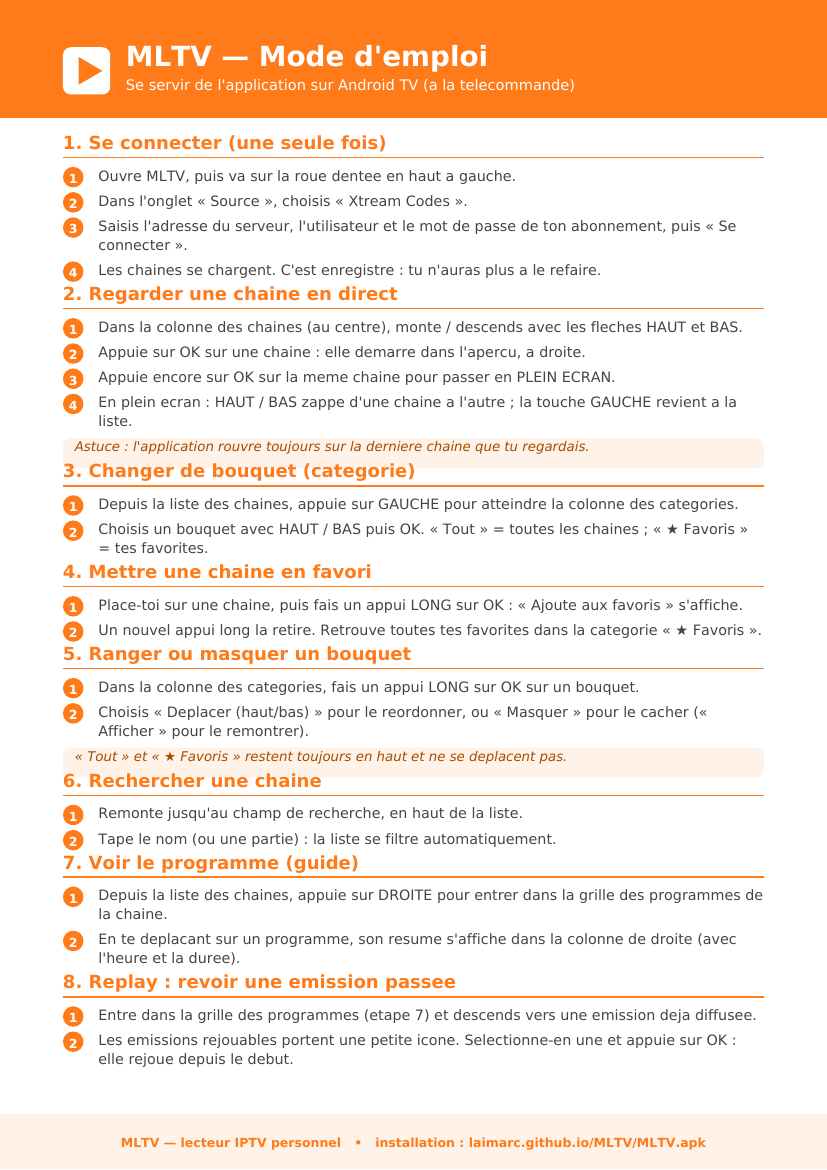 MLTV — Mode d'emploi
Se servir de l'application sur Android TV (a la telecommande)
1. Se connecter (une seule fois)
1 Ouvre MLTV, puis va sur la roue dentee en haut a gauche.
2 Dans l'onglet « Source », choisis « Xtream Codes ».
3 Saisis l'adresse du serveur, l'utilisateur et le mot de passe de ton abonnement, puis « Se
connecter ».
4 Les chaines se chargent. C'est enregistre : tu n'auras plus a le refaire.
2. Regarder une chaine en direct
1 Dans la colonne des chaines (au centre), monte / descends avec les fleches HAUT et BAS.
2 Appuie sur OK sur une chaine : elle demarre dans l'apercu, a droite.
3 Appuie encore sur OK sur la meme chaine pour passer en PLEIN ECRAN.
4 En plein ecran : HAUT / BAS zappe d'une chaine a l'autre ; la touche GAUCHE revient a la
liste.
Astuce : l'application rouvre toujours sur la derniere chaine que tu regardais.
3. Changer de bouquet (categorie)
1 Depuis la liste des chaines, appuie sur GAUCHE pour atteindre la colonne des categories.
2 Choisis un bouquet avec HAUT / BAS puis OK. « Tout » = toutes les chaines ; « ★ Favoris »
= tes favorites.
4. Mettre une chaine en favori
1 Place-toi sur une chaine, puis fais un appui LONG sur OK : « Ajoute aux favoris » s'affiche.
2 Un nouvel appui long la retire. Retrouve toutes tes favorites dans la categorie « ★ Favoris ».
5. Ranger ou masquer un bouquet
1 Dans la colonne des categories, fais un appui LONG sur OK sur un bouquet.
2 Choisis « Deplacer (haut/bas) » pour le reordonner, ou « Masquer » pour le cacher («
Afficher » pour le remontrer).
« Tout » et « ★ Favoris » restent toujours en haut et ne se deplacent pas.
6. Rechercher une chaine
1 Remonte jusqu'au champ de recherche, en haut de la liste.
2 Tape le nom (ou une partie) : la liste se filtre automatiquement.
7. Voir le programme (guide)
1 Depuis la liste des chaines, appuie sur DROITE pour entrer dans la grille des programmes de
la chaine.
2 En te deplacant sur un programme, son resume s'affiche dans la colonne de droite (avec
l'heure et la duree).
8. Replay : revoir une emission passee
1 Entre dans la grille des programmes (etape 7) et descends vers une emission deja diffusee.
2 Les emissions rejouables portent une petite icone. Selectionne-en une et appuie sur OK :
elle rejoue depuis le debut.
MLTV — lecteur IPTV personnel • installation : laimarc.github.io/MLTV/MLTV.apk